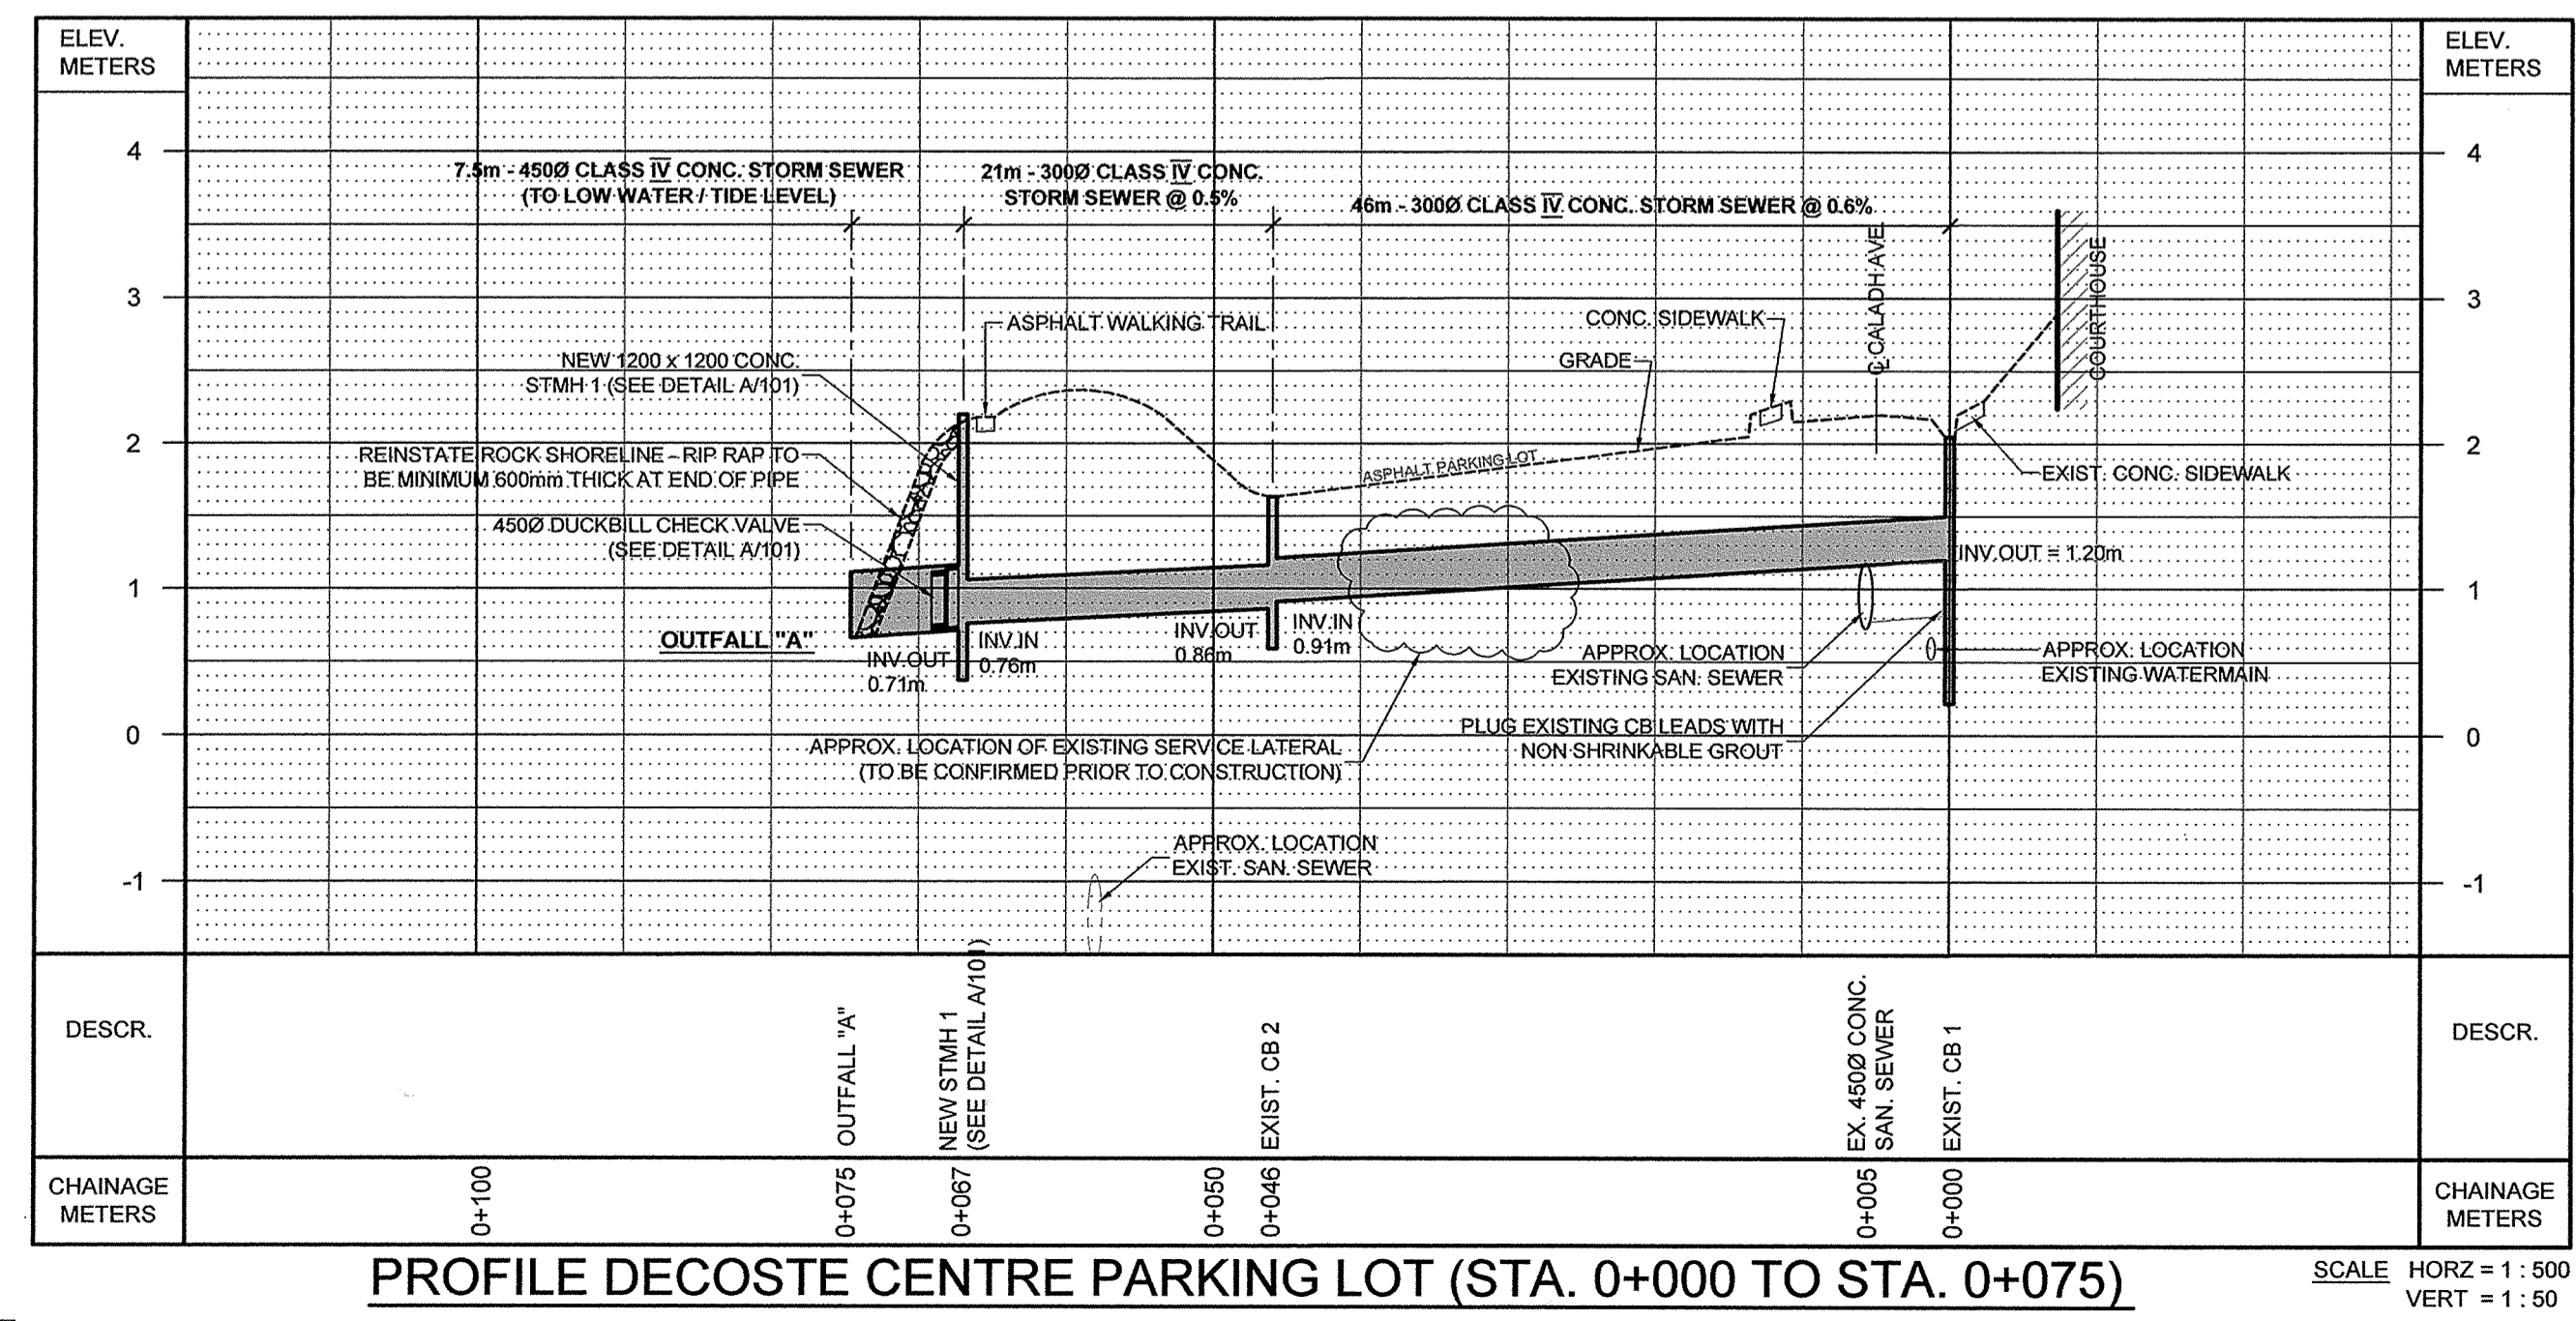 ELEV.
METERS
ELEV.
METERS
4
3
2
1
0
-1
4
3
2
1
0
-1
7.5m - 450Ø CLASS IV CONC. STORM SEWER
(TO LOW WATER / TIDE LEVEL)
21m - 300Ø CLASS IV CONC.
STORM SEWER @ 0.5%
46m - 300Ø CLASS IV CONC. STORM SEWER @ 0.6%
℄ CALADH AVE.
COURTHOUSE
ASPHALT WALKING TRAIL
CONC. SIDEWALK
GRADE
NEW 1200 x 1200 CONC.
STMH 1 (SEE DETAIL A/101)
REINSTATE ROCK SHORELINE - RIP RAP TO
BE MINIMUM 600mm THICK AT END OF PIPE
ASPHALT PARKING LOT
EXIST. CONC. SIDEWALK
450Ø DUCKBILL CHECK VALVE
(SEE DETAIL A/101)
INV.OUT = 1.20m
OUTFALL "A"
INV.OUT
0.71m
INV.IN
0.76m
INV.OUT
0.86m
INV.IN
0.91m
APPROX. LOCATION
EXISTING SAN. SEWER
APPROX. LOCATION
EXISTING WATERMAIN
PLUG EXISTING CB LEADS WITH
NON SHRINKABLE GROUT
APPROX. LOCATION OF EXISTING SERVICE LATERAL
(TO BE CONFIRMED PRIOR TO CONSTRUCTION)
APPROX. LOCATION
EXIST. SAN. SEWER
DESCR.
OUTFALL "A"
NEW STMH 1
(SEE DETAIL A/101)
EXIST. CB 2
EX. 450Ø CONC.
SAN. SEWER
EXIST. CB 1
DESCR.
CHAINAGE
METERS
0+100
0+075
0+067
0+050
0+046
0+005
0+000
CHAINAGE
METERS
PROFILE DECOSTE CENTRE PARKING LOT (STA. 0+000 TO STA. 0+075)
SCALE HORZ = 1 : 500
VERT = 1 : 50